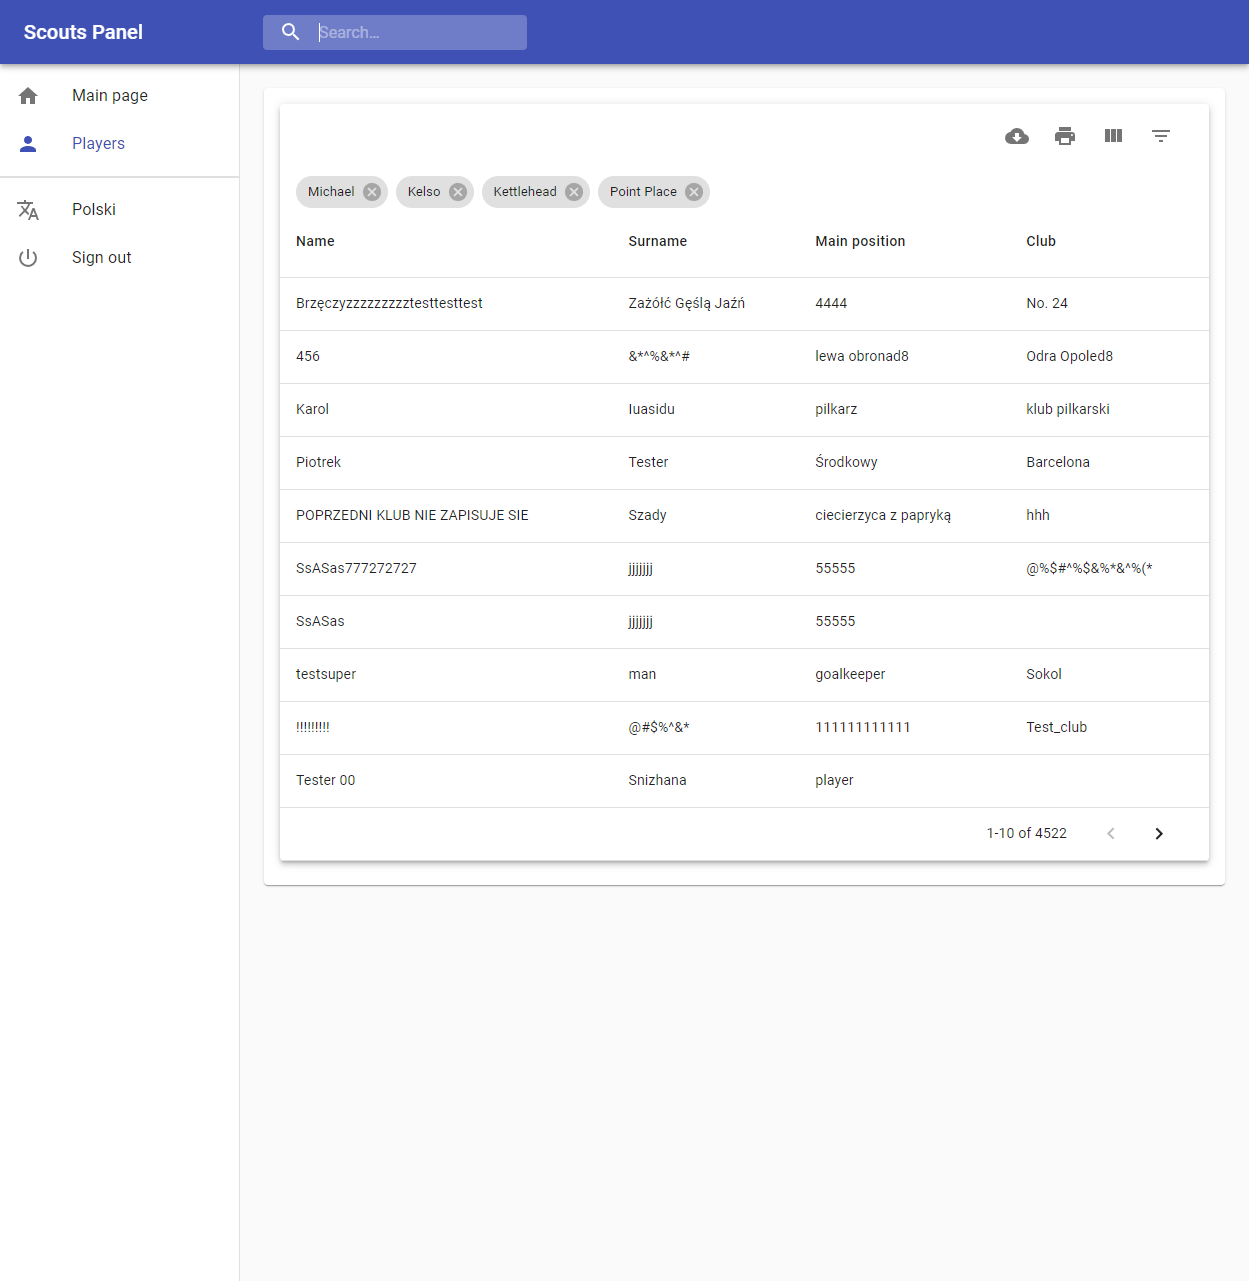 Scouts Panel
Search…
Main page
Players
Polski
Sign out
Michael Kelso Kettlehead Point Place
Name Surname Main position Club
Brzęczyzzzzzzzzztesttesttest Zażółć Gęślą Jaźń 4444 No. 24
456 &*^%&*^# lewa obronad8 Odra Opoled8
Karol Iuasidu pilkarz klub pilkarski
Piotrek Tester Środkowy Barcelona
POPRZEDNI KLUB NIE ZAPISUJE SIE Szady ciecierzyca z papryką hhh
SsASas777272727 jjjjjjj 55555 @%$#^%$&%*&^%(*
SsASas jjjjjjj 55555
testsuper man goalkeeper Sokol
!!!!!!!!! @#$%^&* 111111111111 Test_club
Tester 00 Snizhana player
1-10 of 4522